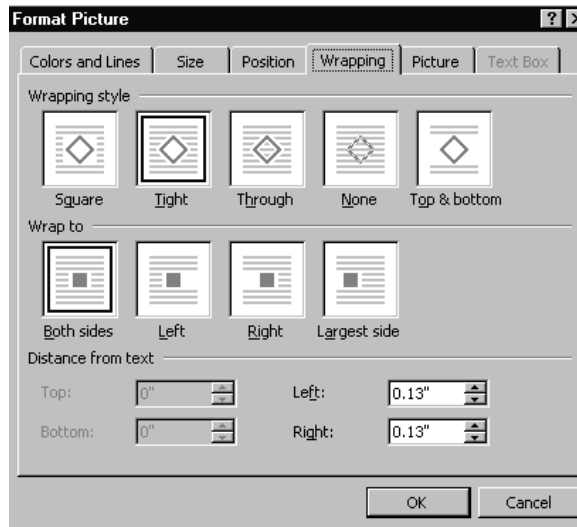 Format Picture
Colors and Lines Size Position Wrapping Picture Text Box
Wrapping style
Square Tight Through None Top & bottom
Wrap to
Both sides Left Right Largest side
Distance from text
Top: 0" Left: 0.13"
Bottom: 0" Right: 0.13"
OK Cancel